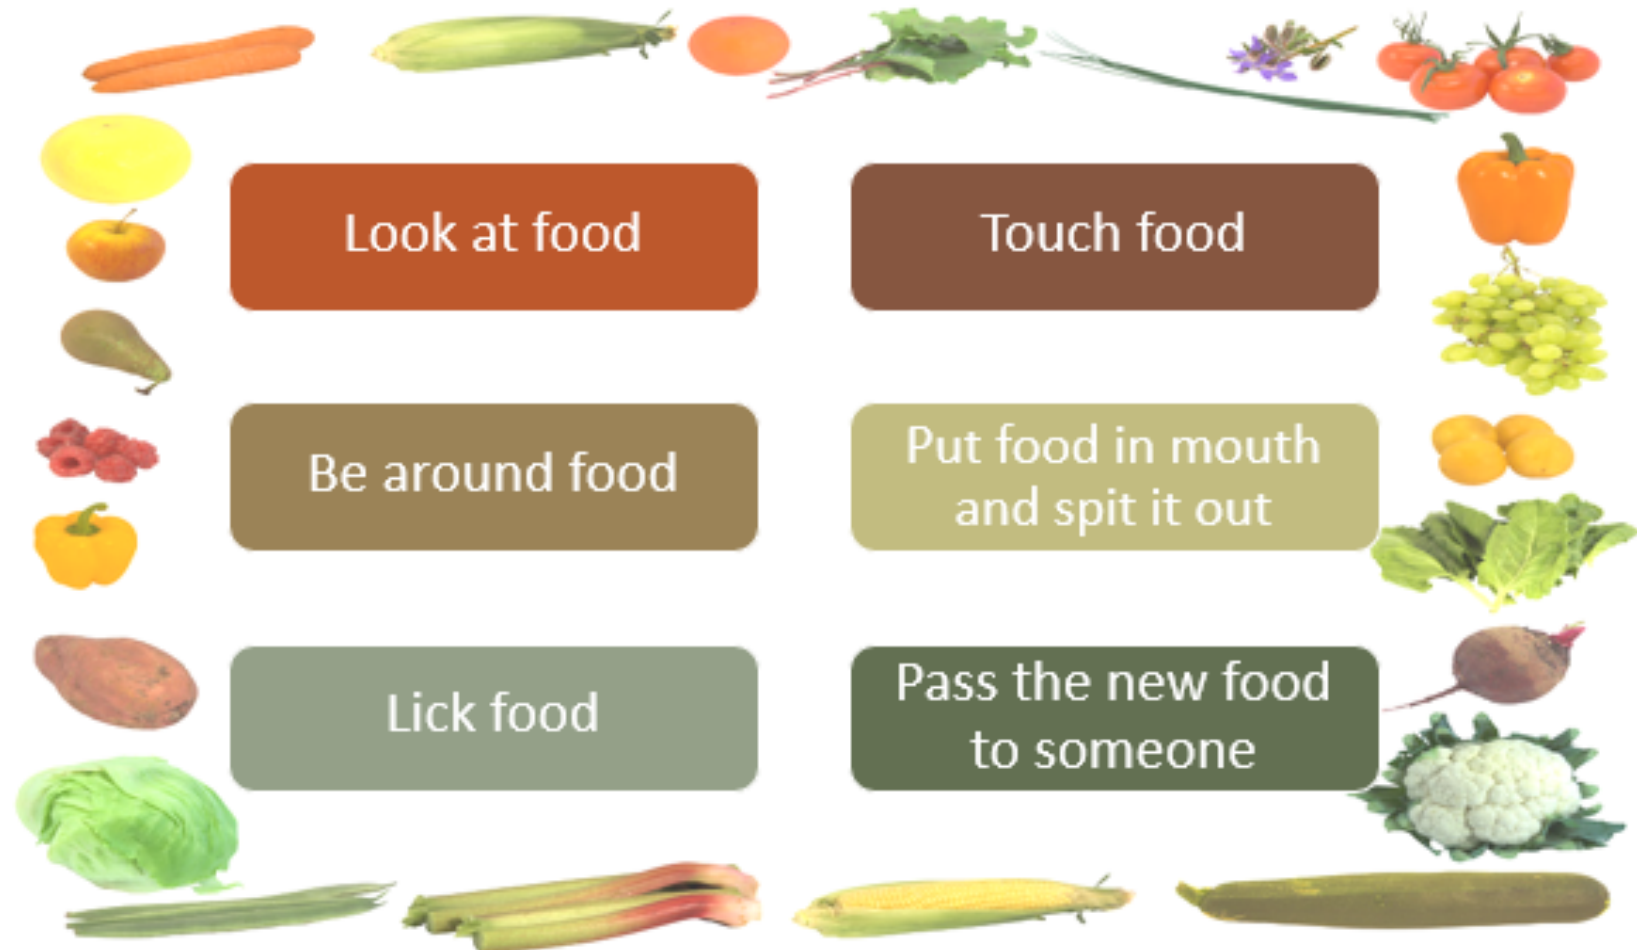 Look at food
Touch food
Be around food
Put food in mouth
and spit it out
Lick food
Pass the new food
to someone